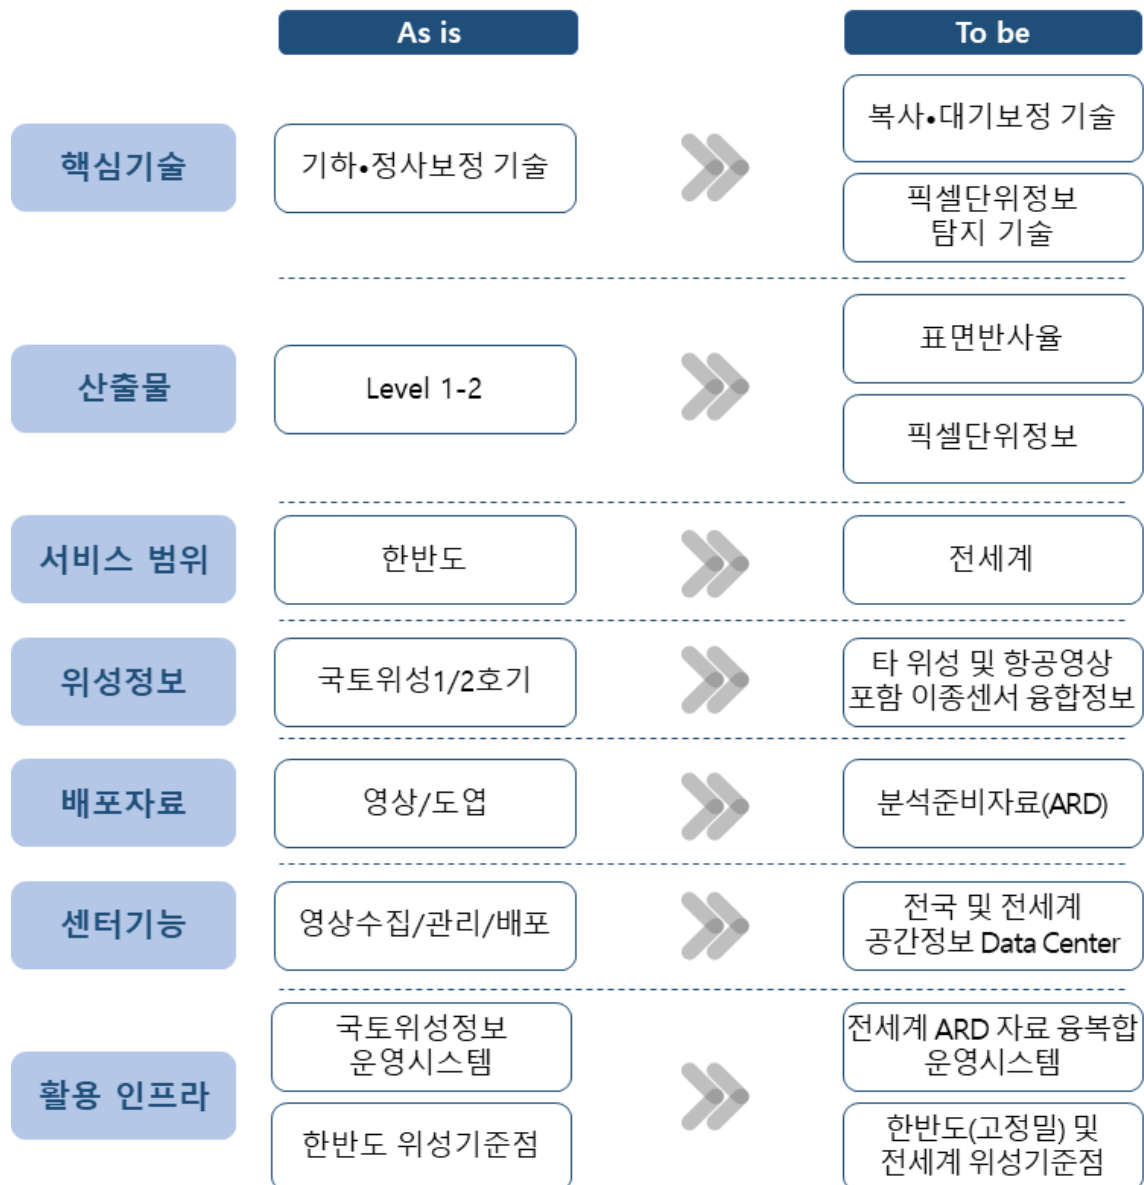 As is
To be
핵심기술
기하•정사보정 기술
복사•대기보정 기술
픽셀단위정보
탐지 기술
산출물
Level 1-2
표면반사율
픽셀단위정보
서비스 범위
한반도
전세계
위성정보
국토위성1/2호기
타 위성 및 항공영상
포함 이종센서 융합정보
배포자료
영상/도엽
분석준비자료(ARD)
센터기능
영상수집/관리/배포
전국 및 전세계
공간정보 Data Center
활용 인프라
국토위성정보
운영시스템
한반도 위성기준점
전세계 ARD 자료 융복합
운영시스템
한반도(고정밀) 및
전세계 위성기준점